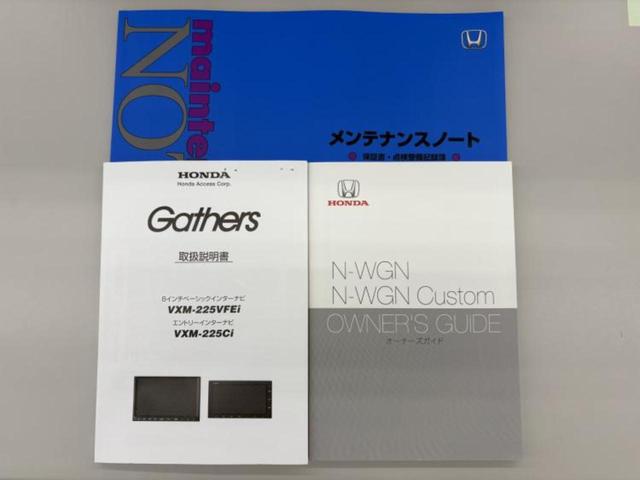 mainte
NO
メンテナンスノート
保証書・点検整備記録簿
HONDA
Honda Access Corp.
Gathers
取扱説明書
8インチベーシックインターナビ
VXM-225VFEi
エントリーインターナビ
VXM-225Ci
HONDA
N-WGN
N-WGN Custom
OWNER'S GUIDE
オーナーズガイド